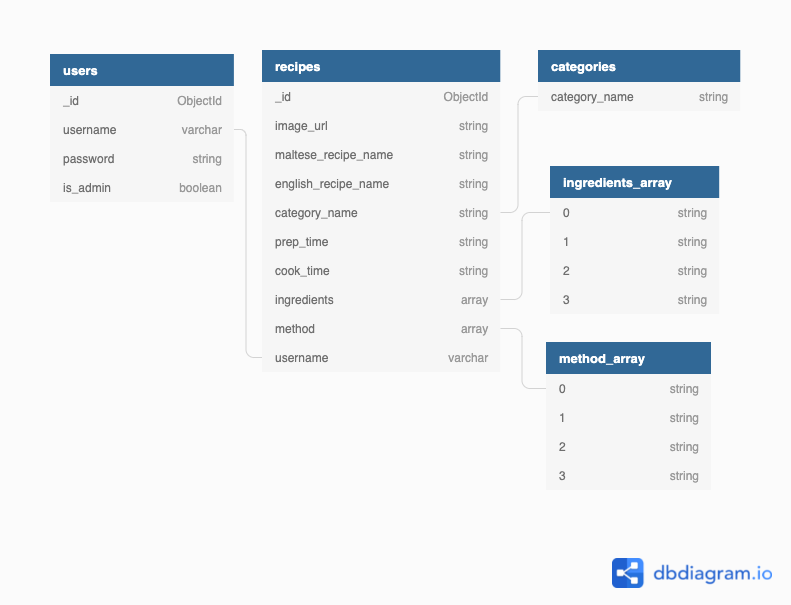 users
_id ObjectId
username varchar
password string
is_admin boolean
recipes
_id ObjectId
image_url string
maltese_recipe_name string
english_recipe_name string
category_name string
prep_time string
cook_time string
ingredients array
method array
username varchar
categories
category_name string
ingredients_array
0 string
1 string
2 string
3 string
method_array
0 string
1 string
2 string
3 string
dbdiagram.io